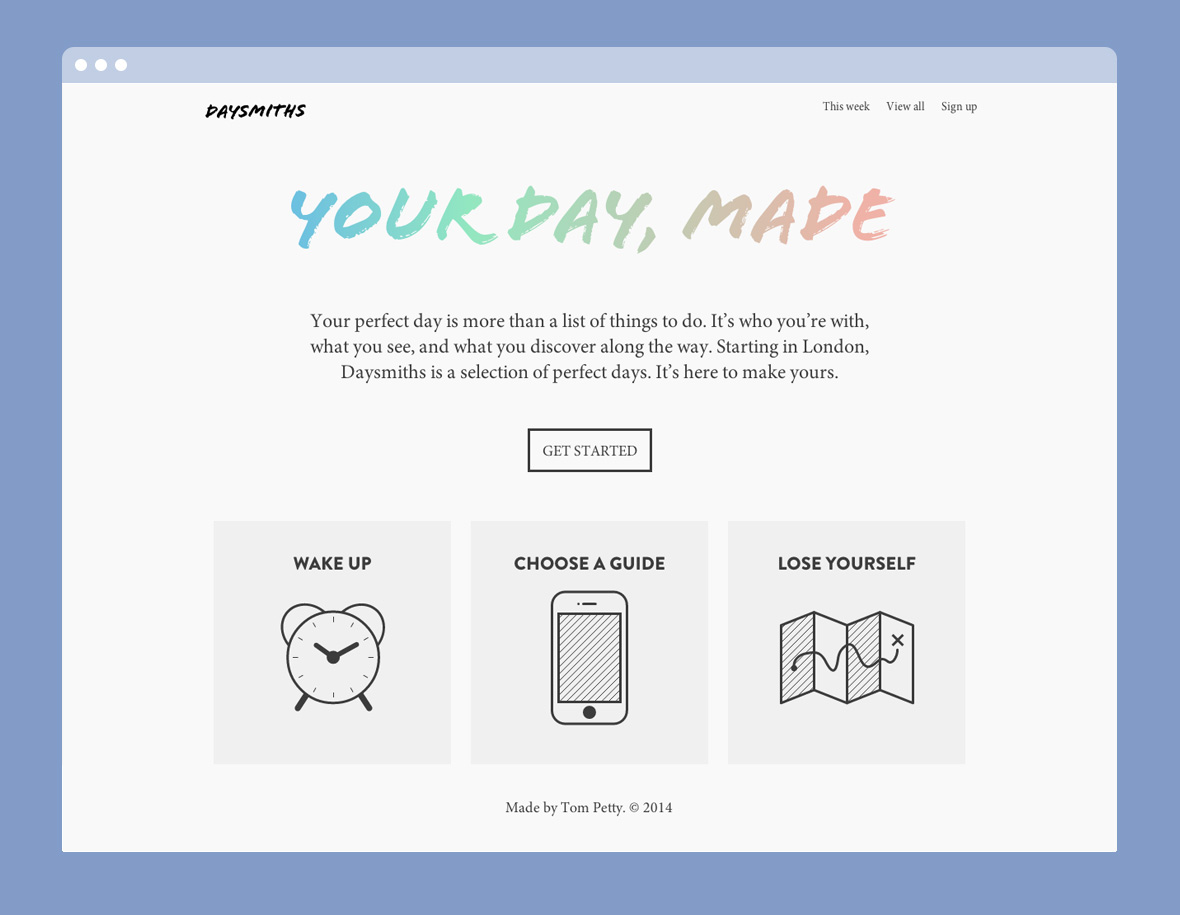 DAYSMITHS
This week View all Sign up
YOUR DAY, MADE
Your perfect day is more than a list of things to do. It’s who you’re with,
what you see, and what you discover along the way. Starting in London,
Daysmiths is a selection of perfect days. It’s here to make yours.
GET STARTED
WAKE UP
CHOOSE A GUIDE
LOSE YOURSELF
Made by Tom Petty. © 2014